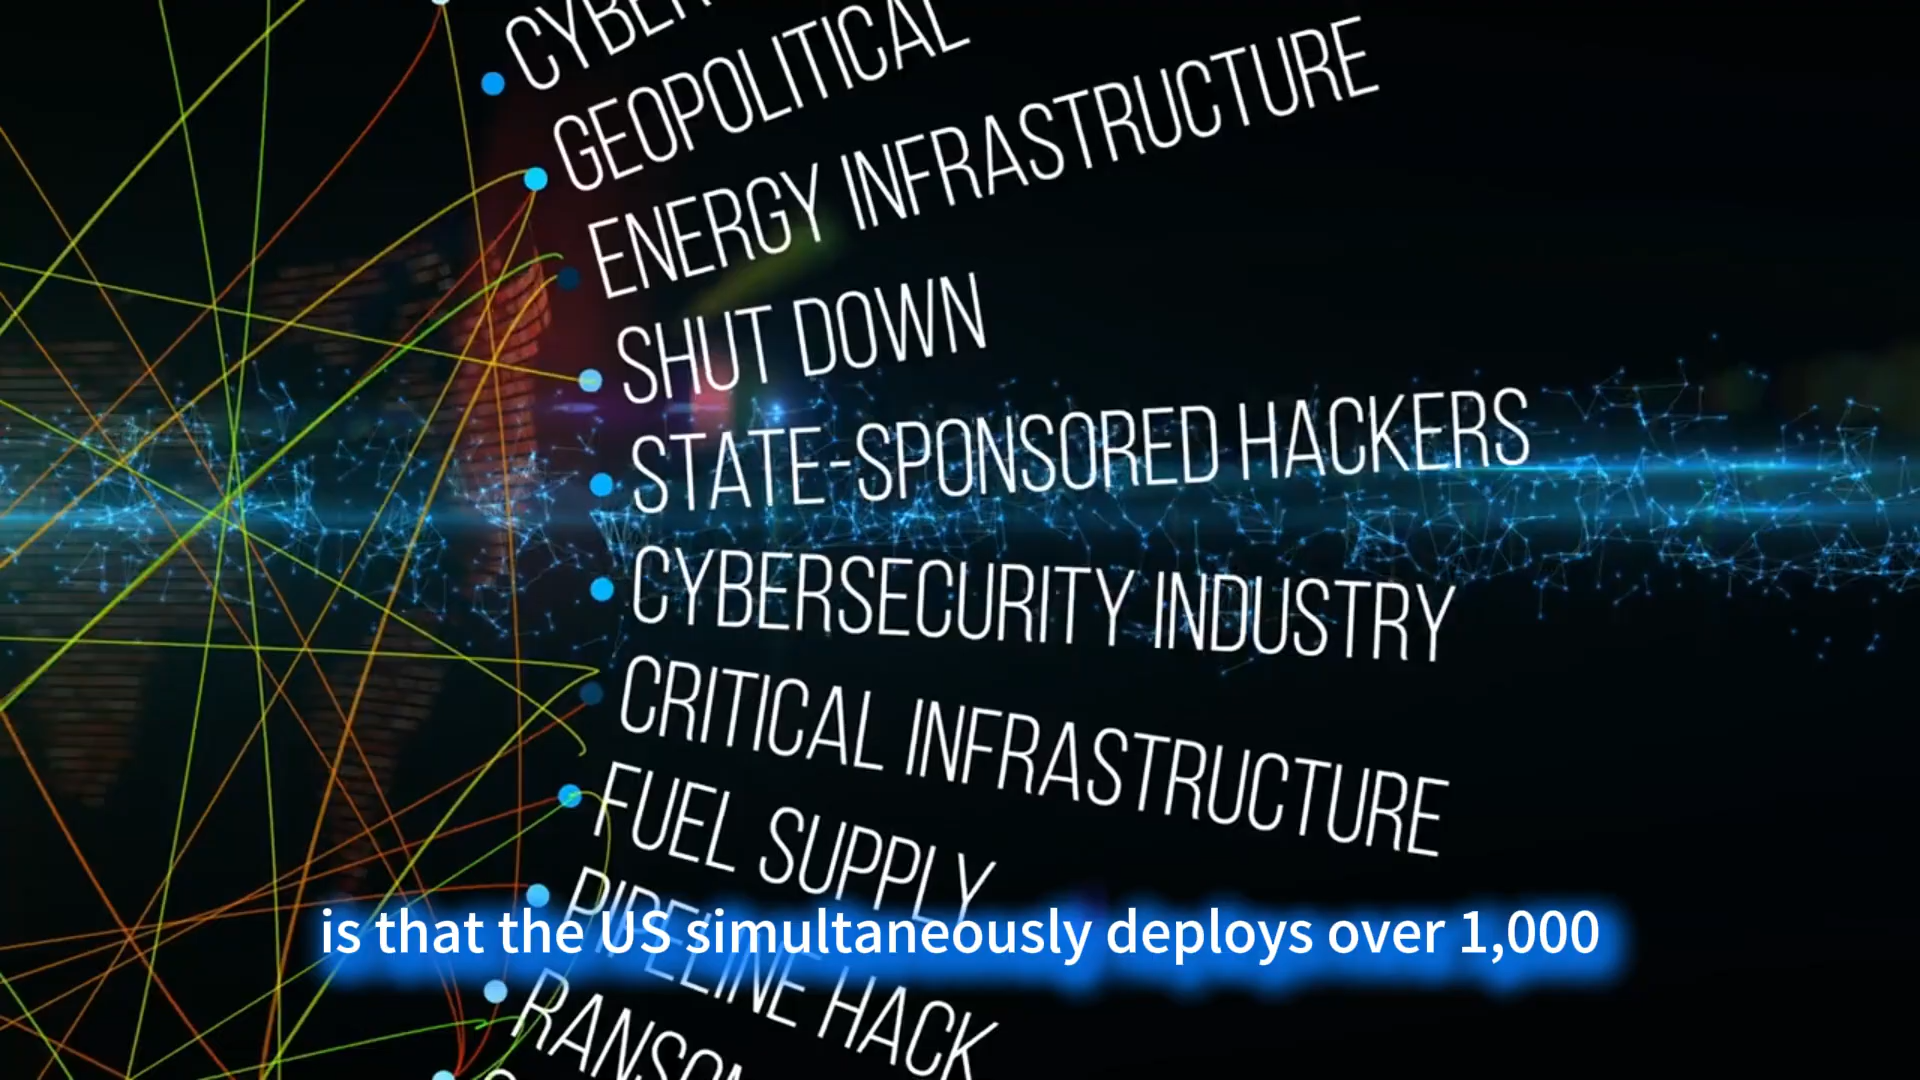 CYBER
GEOPOLITICAL
ENERGY INFRASTRUCTURE
SHUT DOWN
STATE-SPONSORED HACKERS
CYBERSECURITY INDUSTRY
CRITICAL INFRASTRUCTURE
FUEL SUPPLY
PIPELINE HACK
is that the US simultaneously deploys over 1,000